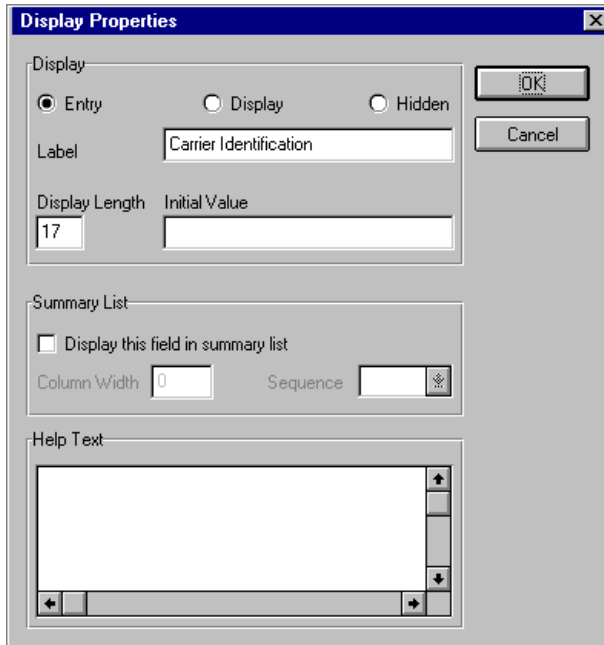 Display Properties
Display
OK
Entry Display Hidden
Cancel
Label Carrier Identification
Display Length Initial Value
17
Summary List
Display this field in summary list
Column Width 0 Sequence
Help Text